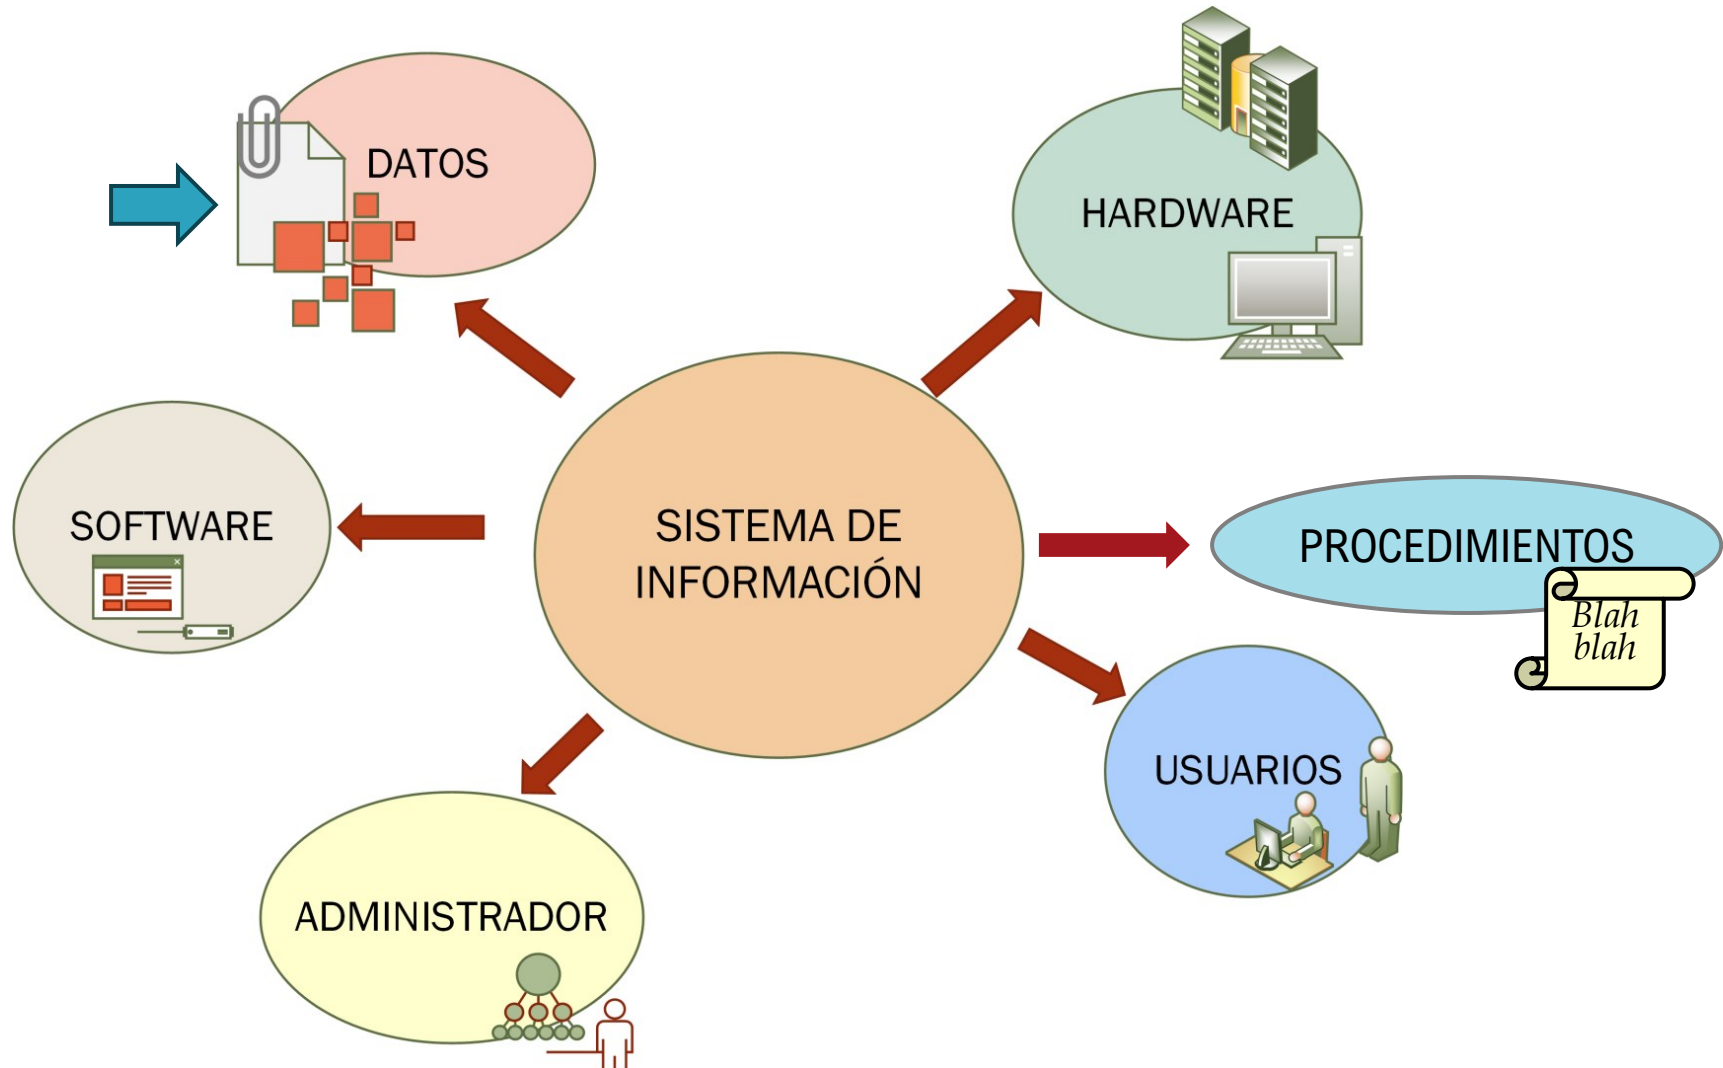 DATOS
HARDWARE
SOFTWARE
SISTEMA DE
INFORMACIÓN
PROCEDIMIENTOS
Blah
blah
USUARIOS
ADMINISTRADOR